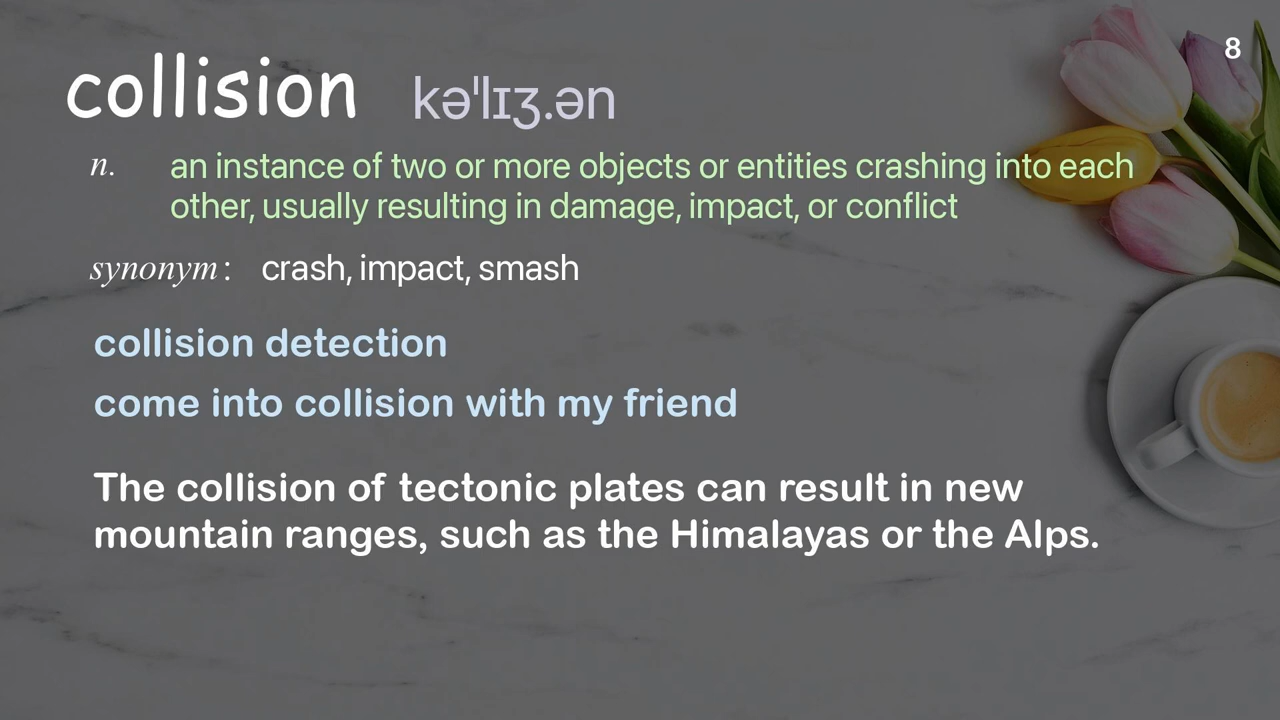 8
collision kəˈlɪʒ.ən
n. an instance of two or more objects or entities crashing into each
other, usually resulting in damage, impact, or conflict
synonym: crash, impact, smash
collision detection
come into collision with my friend
The collision of tectonic plates can result in new
mountain ranges, such as the Himalayas or the Alps.